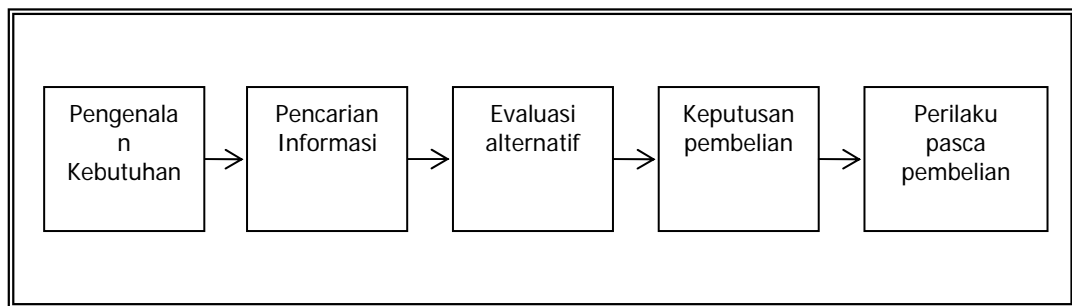 Pengenala
n
Kebutuhan
Pencarian
Informasi
Evaluasi
alternatif
Keputusan
pembelian
Perilaku
pasca
pembelian